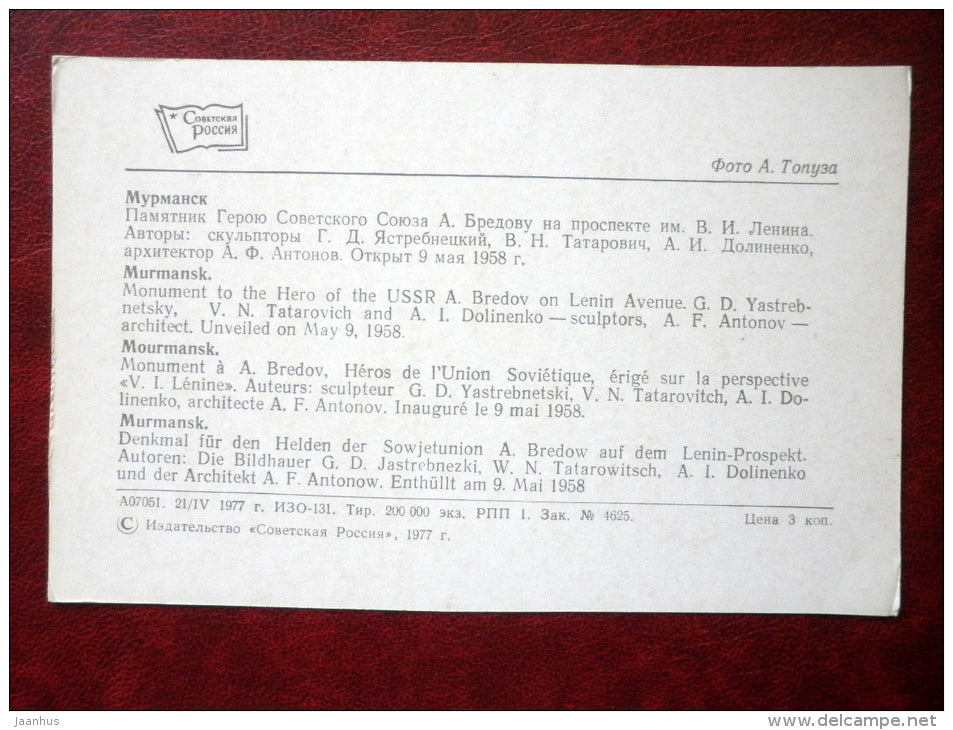 Советская
Россия
Фото А. Топуза
Мурманск
Памятник Герою Советского Союза А. Бредову на проспекте им. В. И. Ленина.
Авторы: скульпторы Г. Д. Ястребнецкий, В. Н. Татарович, А. И. Долиненко,
архитектор А. Ф. Антонов. Открыт 9 мая 1958 г.
Murmansk.
Monument to the Hero of the USSR A. Bredov on Lenin Avenue. G. D. Yastreb-
netsky, V. N. Tatarovich and A. I. Dolinenko — sculptors, A. F. Antonov —
architect. Unveiled on May 9, 1958.
Mourmansk.
Monument à A. Bredov, Héros de l'Union Soviétique, érigé sur la perspective
«V. I. Lénine». Auteurs: sculpteur G. D. Yastrebnetski, V. N. Tatarovitch, A. I. Do-
linenko, architecte A. F. Antonov. Inauguré le 9 mai 1958.
Murmansk.
Denkmal für den Helden der Sowjetunion A. Bredow auf dem Lenin-Prospekt.
Autoren: Die Bildhauer G. D. Jastrebnezki, W. N. Tatarowitsch, A. I. Dolinenko
und der Architekt A. F. Antonow. Enthüllt am 9. Mai 1958
А07051. 21/IV 1977 г. ИЗО-131. Тир. 200 000 экз. РПП 1. Зак. № 4625. Цена 3 коп.
© Издательство «Советская Россия», 1977 г.
jaanhus
www.delcampe.net